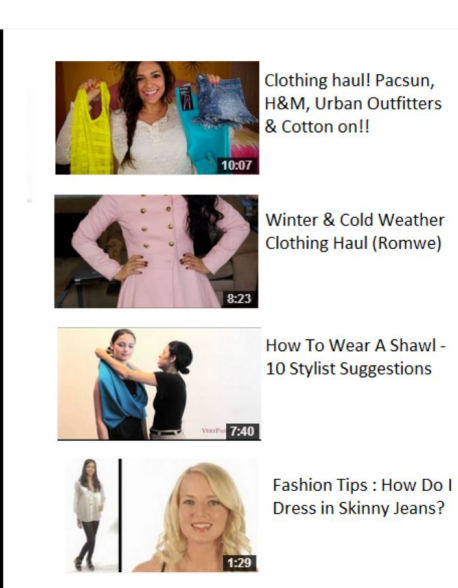 Clothing haul! Pacsun,
H&M, Urban Outfitters
& Cotton on!!
10:07
Winter & Cold Weather
Clothing Haul (Romwe)
8:23
How To Wear A Shawl -
10 Stylist Suggestions
7:40
Fashion Tips : How Do I
Dress in Skinny Jeans?
1:29